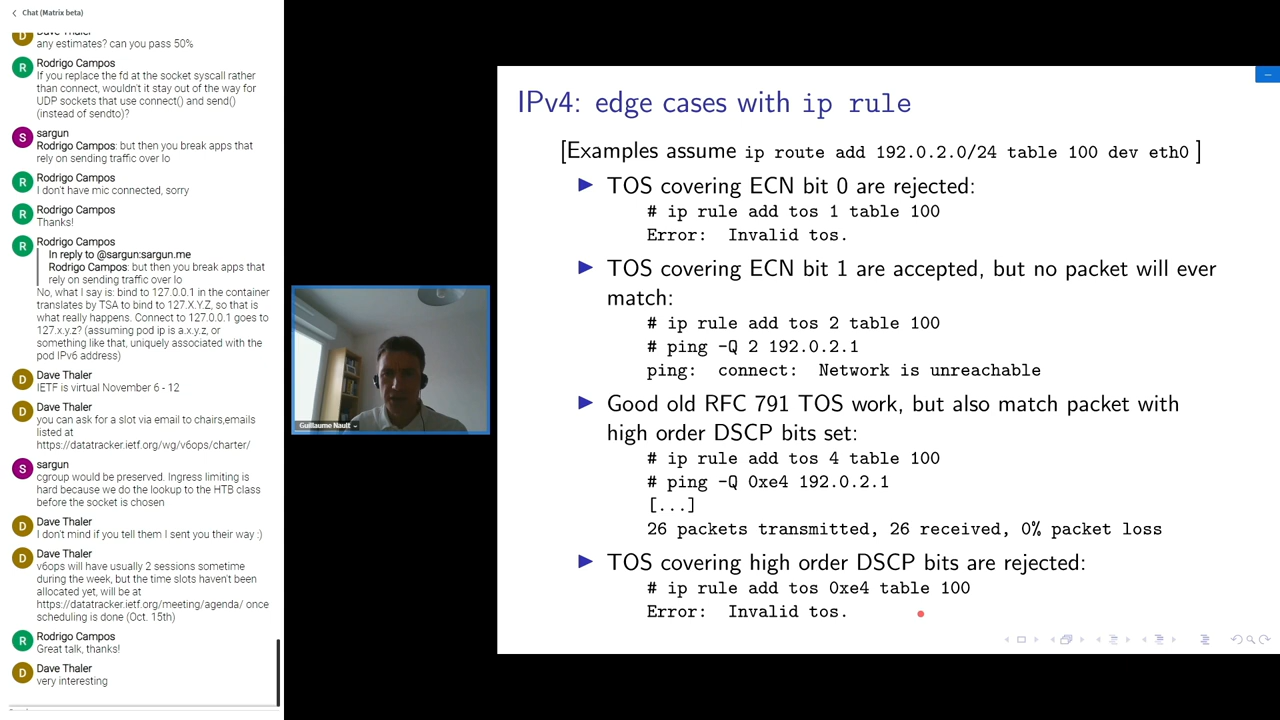 Chat (Matrix beta)
Dave Thaler
any estimates? can you pass 50%
Rodrigo Campos
If you replace the fd at the socket syscall rather
than connect, wouldn't it stay out of the way for
UDP sockets that use connect() and send()
(instead of sendto)?
sargun
Rodrigo Campos: but then you break apps that
rely on sending traffic over lo
Rodrigo Campos
I don't have mic connected, sorry
Rodrigo Campos
Thanks!
Rodrigo Campos
In reply to @sargun:sargun.me
Rodrigo Campos: but then you break apps that
rely on sending traffic over lo
No, what I say is: bind to 127.0.0.1 in the container
translates by TSA to bind to 127.X.Y.Z, so that is
what really happens. Connect to 127.0.0.1 goes to
127.x.y.z? (assuming pod ip is a.x.y.z, or
something like that, uniquely associated with the
pod IPv6 address)
Dave Thaler
IETF is virtual November 6 - 12
Dave Thaler
you can ask for a slot via email to chairs,emails
listed at
https://datatracker.ietf.org/wg/v6ops/charter/
sargun
cgroup would be preserved. Ingress limiting is
hard because we do the lookup to the HTB class
before the socket is chosen
Dave Thaler
I don't mind if you tell them I sent you their way :)
Dave Thaler
v6ops will have usually 2 sessions sometime
during the week, but the time slots haven't been
allocated yet, will be at
https://datatracker.ietf.org/meeting/agenda/ once
scheduling is done (Oct. 15th)
Rodrigo Campos
Great talk, thanks!
Dave Thaler
very interesting
Guillaume Nault
IPv4: edge cases with ip rule
[Examples assume ip route add 192.0.2.0/24 table 100 dev eth0 ]
TOS covering ECN bit 0 are rejected:
# ip rule add tos 1 table 100
Error: Invalid tos.
TOS covering ECN bit 1 are accepted, but no packet will ever
match:
# ip rule add tos 2 table 100
# ping -Q 2 192.0.2.1
ping: connect: Network is unreachable
Good old RFC 791 TOS work, but also match packet with
high order DSCP bits set:
# ip rule add tos 4 table 100
# ping -Q 0xe4 192.0.2.1
[...]
26 packets transmitted, 26 received, 0% packet loss
TOS covering high order DSCP bits are rejected:
# ip rule add tos 0xe4 table 100
Error: Invalid tos.